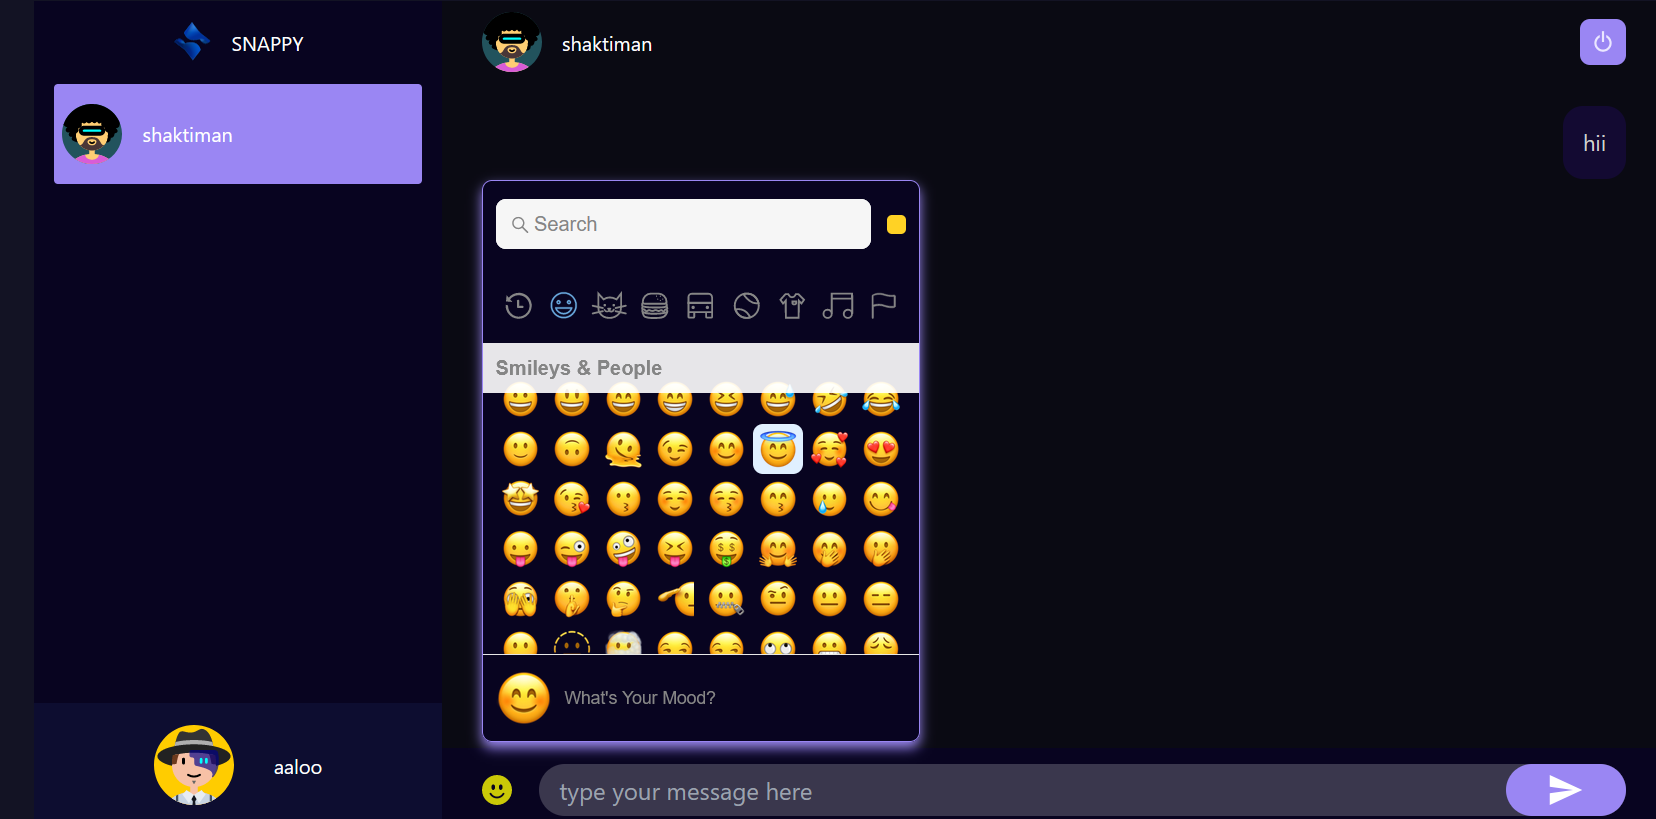 SNAPPY
shaktiman
aaloo
shaktiman
hii
Search
Smileys & People
What's Your Mood?
type your message here